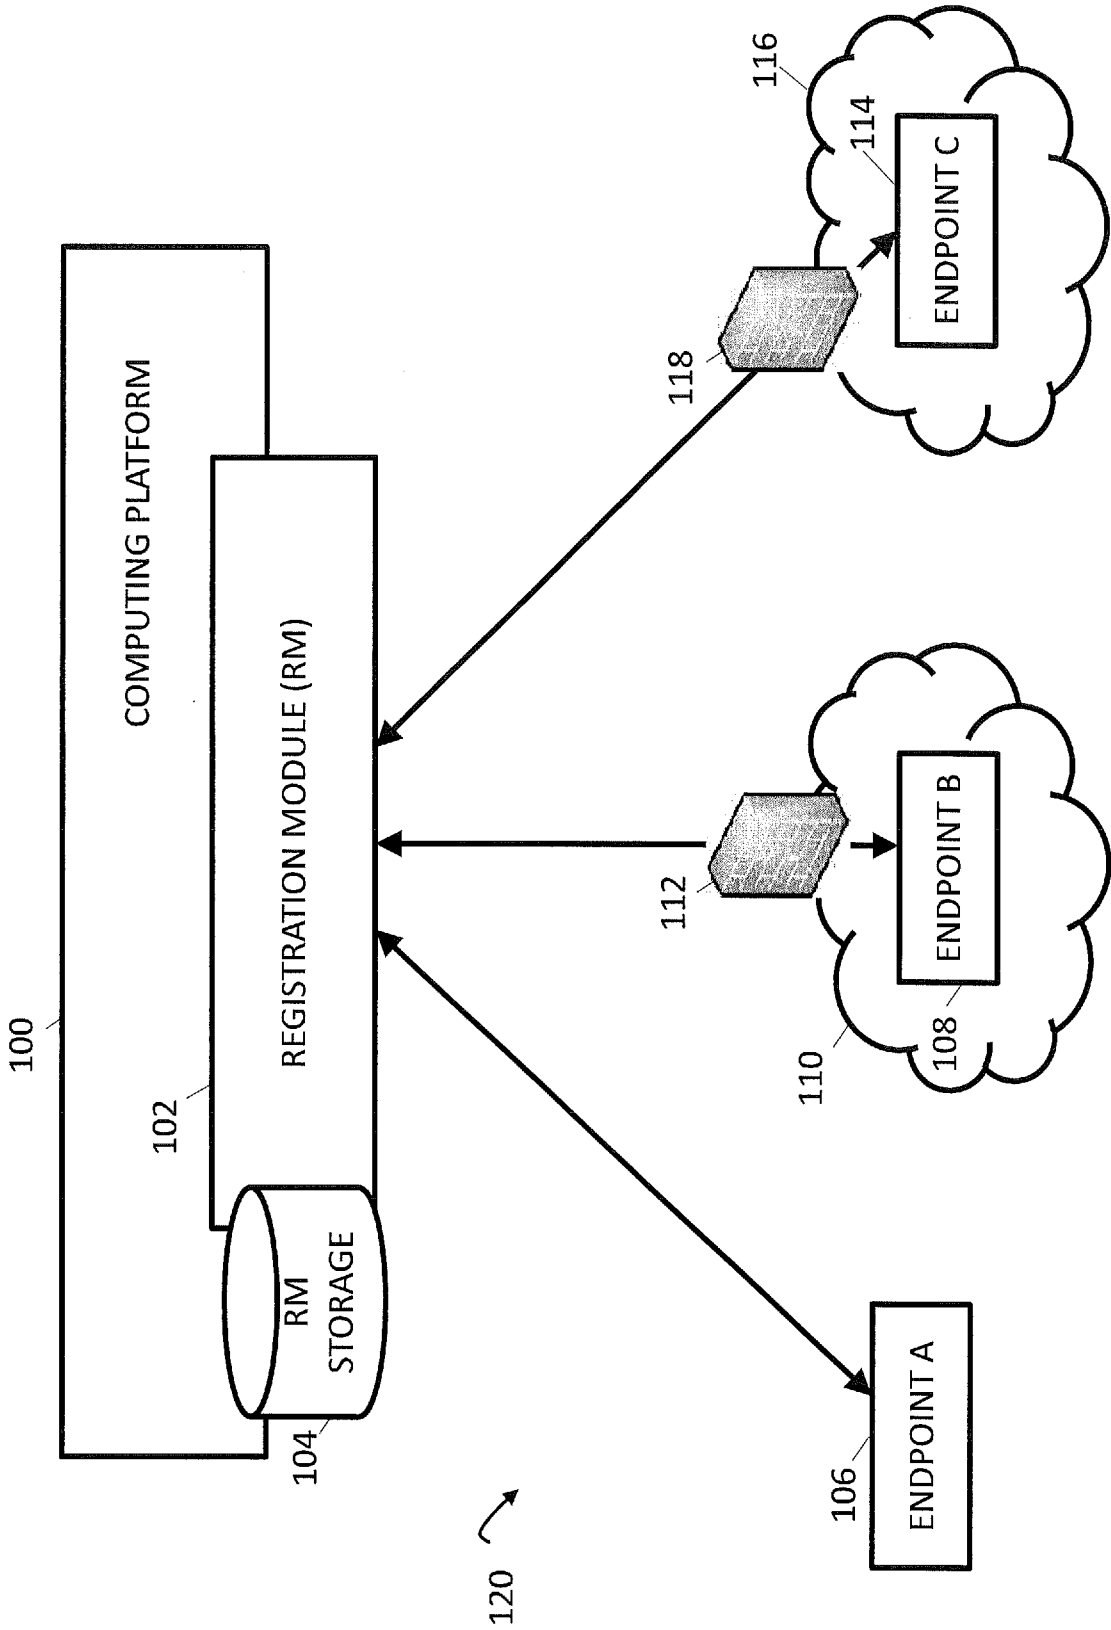 100
COMPUTING PLATFORM
102
REGISTRATION MODULE (RM)
RM
STORAGE
104
120
106
ENDPOINT A
112
110
108
ENDPOINT B
118
116
114
ENDPOINT C